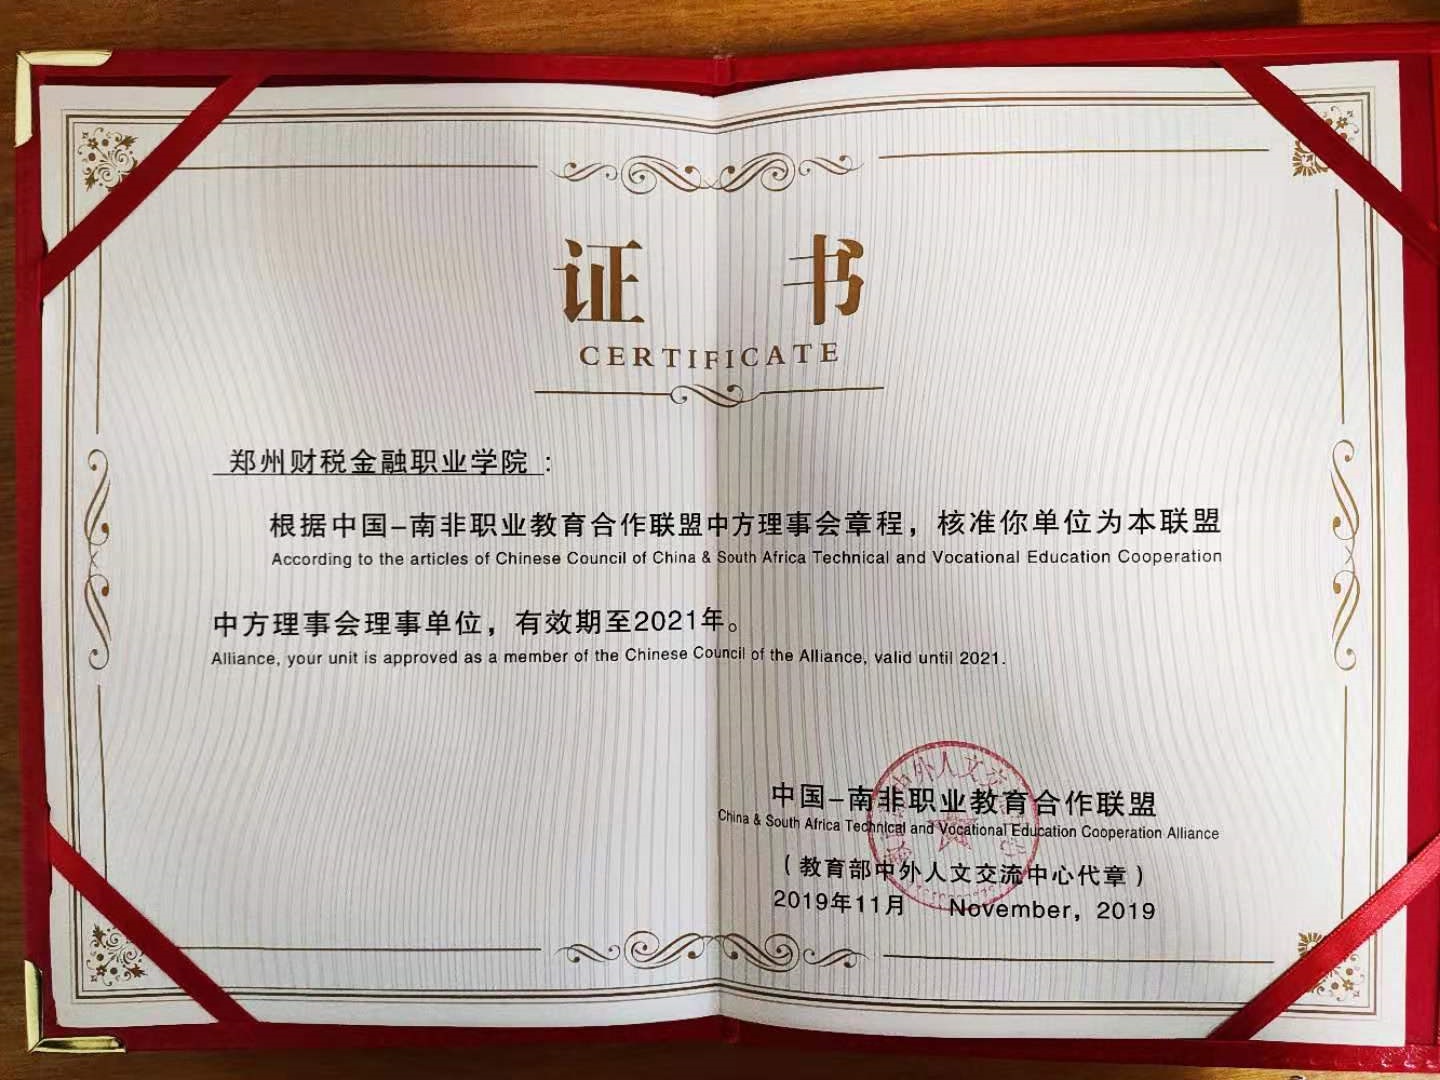 证 书
CERTIFICATE
郑州财税金融职业学院：
根据中国-南非职业教育合作联盟中方理事会章程，核准你单位为本联盟
According to the articles of Chinese Council of China & South Africa Technical and Vocational Education Cooperation
中方理事会理事单位，有效期至2021年。
Alliance, your unit is approved as a member of the Chinese Council of the Alliance, valid until 2021.
中国-南非职业教育合作联盟
China & South Africa Technical and Vocational Education Cooperation Alliance
（教育部中外人文交流中心代章）
2019年11月 November, 2019
中外人文交